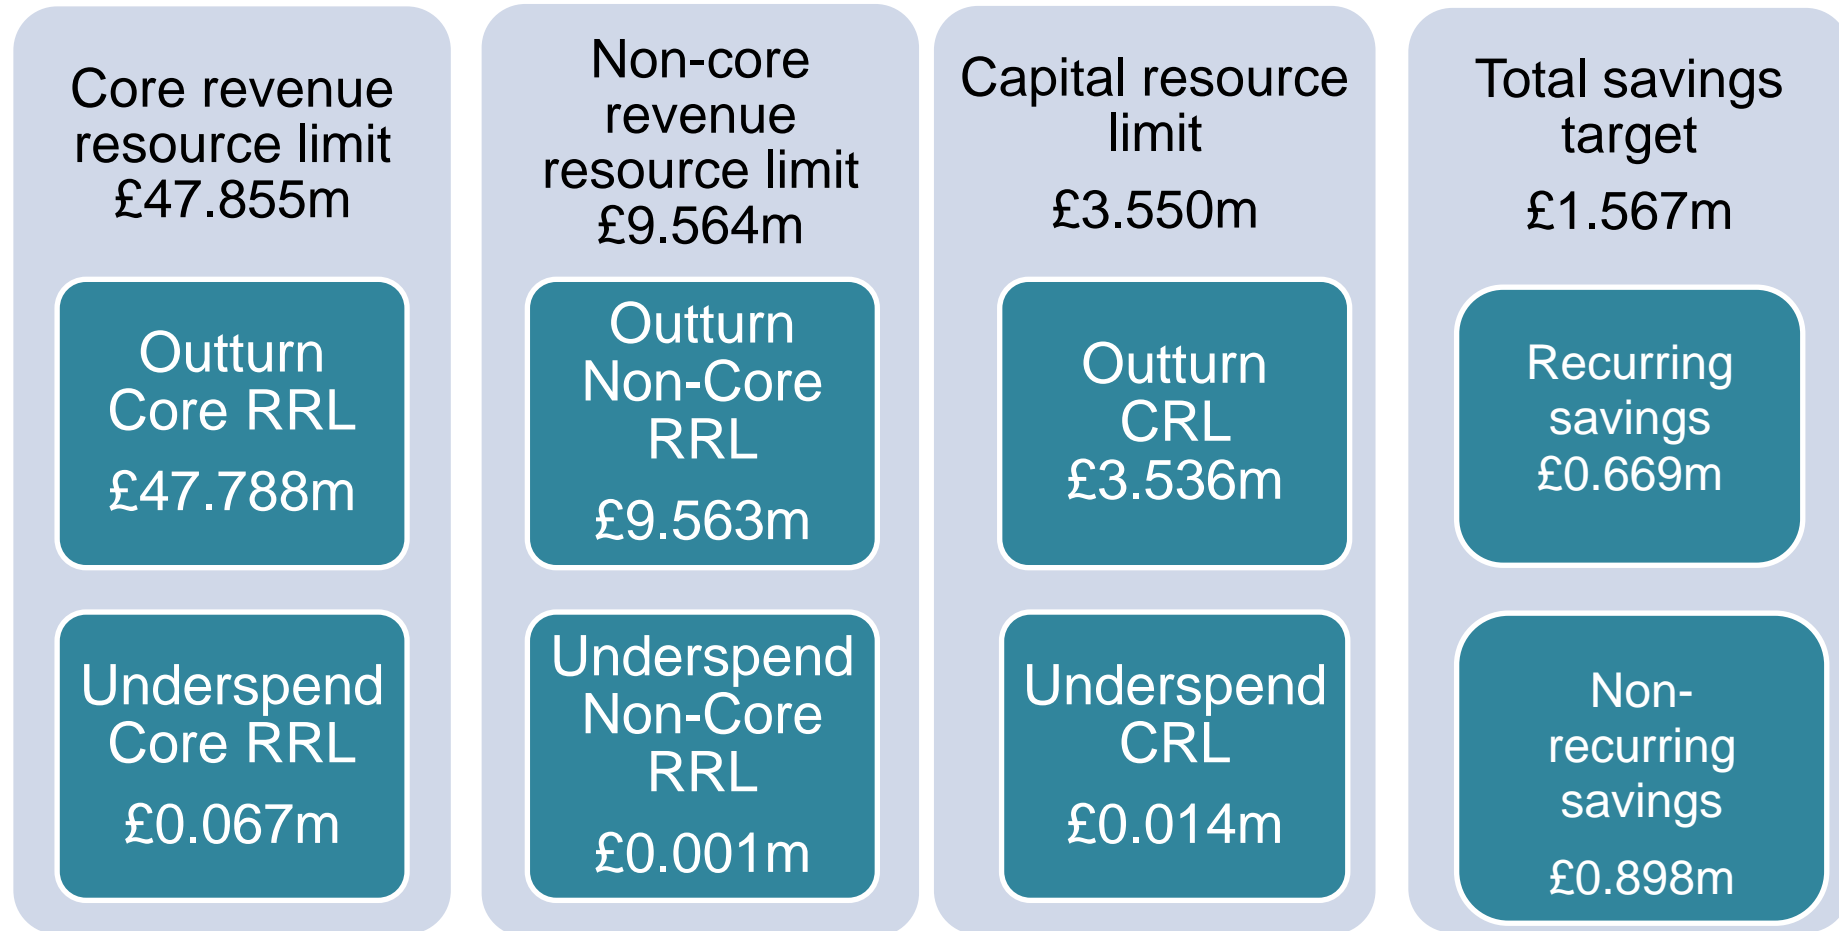 Core revenue
resource limit
£47.855m
Outturn
Core RRL
£47.788m
Underspend
Core RRL
£0.067m
Non-core
revenue
resource limit
£9.564m
Outturn
Non-Core
RRL
£9.563m
Underspend
Non-Core
RRL
£0.001m
Capital resource
limit
£3.550m
Outturn
CRL
£3.536m
Underspend
CRL
£0.014m
Total savings
target
£1.567m
Recurring
savings
£0.669m
Non-
recurring
savings
£0.898m